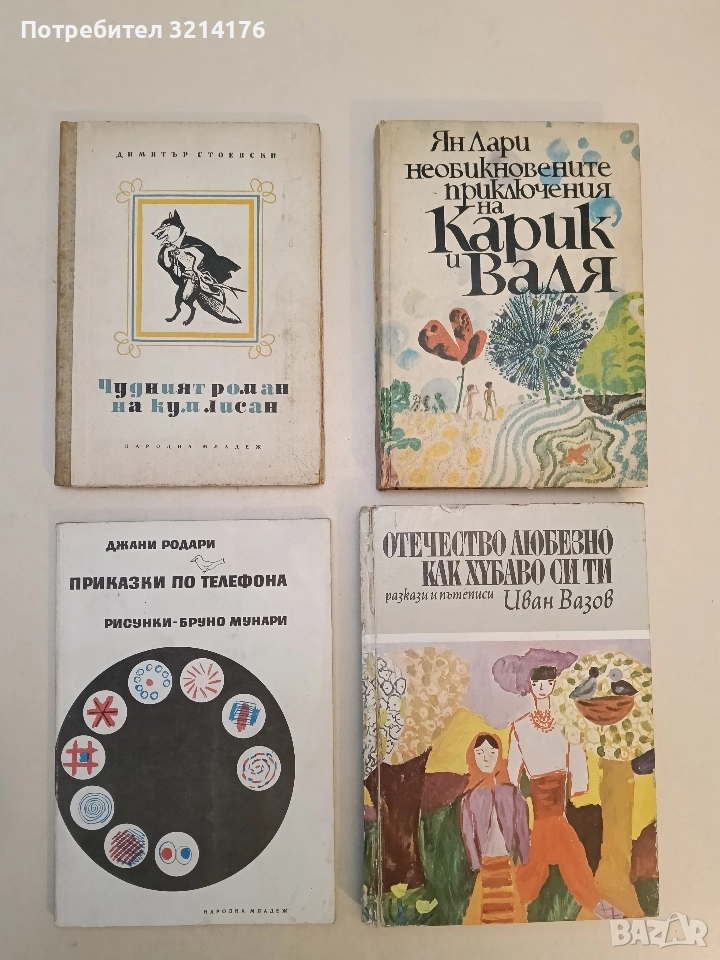 Потребител 3214176
ДИМИТЪР СТОЕВСКИ
Чудният роман
на кум Лисан
НАРОДНА МЛАДЕЖ
Ян Лари
необикновените
приключения
на
Карик
и
Валя
ДЖАНИ РОДАРИ
ПРИКАЗКИ ПО ТЕЛЕФОНА
РИСУНКИ-БРУНО МУНАРИ
НАРОДНА МЛАДЕЖ
ОТЕЧЕСТВО ЛЮБЕЗНО
КАК ХУБАВО СИ ТИ
разкази и пътеписи Иван Вазов
BAZAR